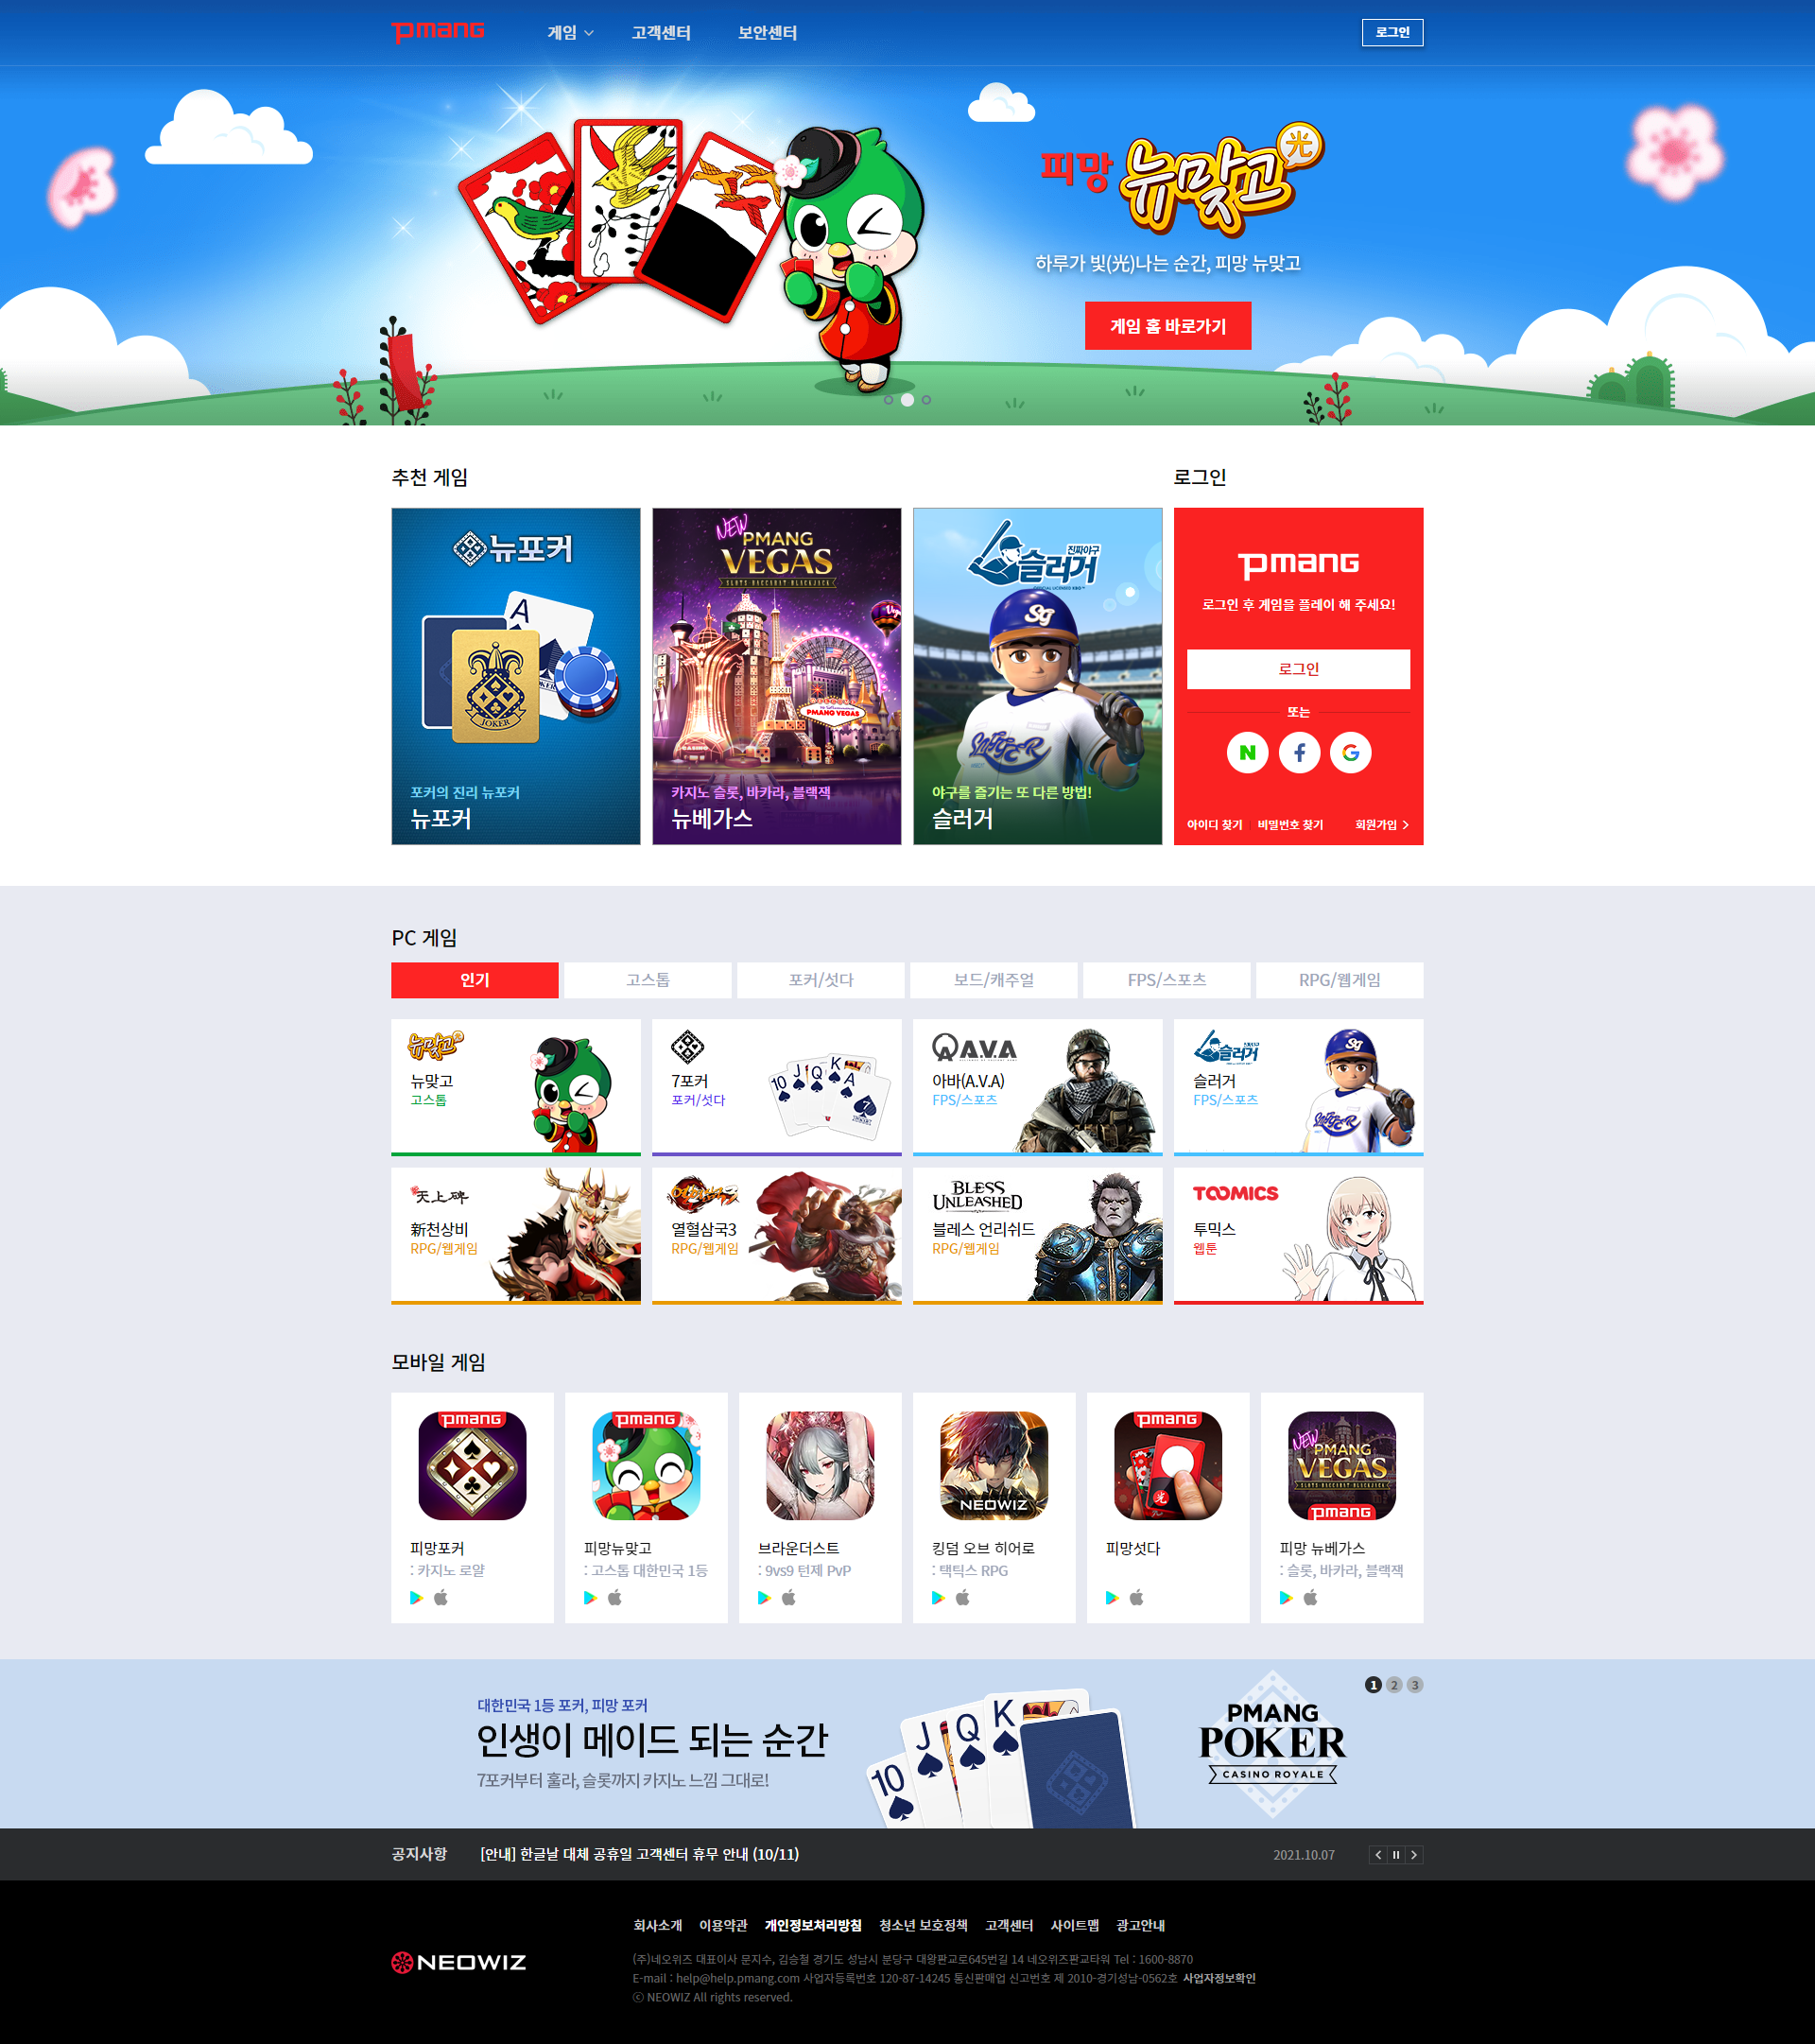 Pmang
게임
고객센터
보안센터
로그인
피망 뉴맞고 光
하루가 빛(光)나는 순간, 피망 뉴맞고
게임 홈 바로가기
추천 게임
뉴포커
A
JOKER
포커의 진리 뉴포커
뉴포커
NEW
PMANG
VEGAS
SLOTS BACCARAT BLACKJACK
PMANG VEGAS
CASINO
카지노 슬롯, 바카라, 블랙잭
뉴베가스
진짜야구
슬러거
SG
야구를 즐기는 또 다른 방법!
슬러거
로그인
Pmang
로그인 후 게임을 플레이 해 주세요!
로그인
또는
N f G
아이디 찾기
비밀번호 찾기
회원가입
PC 게임
인기
고스톱
포커/섯다
보드/캐주얼
FPS/스포츠
RPG/웹게임
뉴맞고 光
뉴맞고
고스톱
7포커
포커/섯다
10 J Q K A 7
A.V.A
아바(A.V.A)
FPS/스포츠
슬러거
슬러거
FPS/스포츠
SG
新 天上碑
新천상비
RPG/웹게임
열혈삼국3
RPG/웹게임
BLESS
UNLEASHED
블레스 언리쉬드
RPG/웹게임
TOOMICS
투믹스
웹툰
모바일 게임
Pmang
피망포커
: 카지노 로얄
Pmang
피망뉴맞고
: 고스톱 대한민국 1등
브라운더스트
: 9vs9 턴제 PvP
NEOWIZ
킹덤 오브 히어로
: 택틱스 RPG
Pmang
光
피망섯다
NEW
PMANG
VEGAS
SLOTS BACCARAT BLACKJACK
Pmang
피망 뉴베가스
: 슬롯, 바카라, 블랙잭
대한민국 1등 포커, 피망 포커
인생이 메이드 되는 순간
7포커부터 훌라, 슬롯까지 카지노 느낌 그대로!
10 J Q K
PMANG
POKER
CASINO ROYALE
1 2 3
공지사항
[안내] 한글날 대체 공휴일 고객센터 휴무 안내 (10/11)
2021.10.07
회사소개
이용약관
개인정보처리방침
청소년 보호정책
고객센터
사이트맵
광고안내
NEOWIZ
(주)네오위즈 대표이사 문지수, 김승철 경기도 성남시 분당구 대왕판교로645번길 14 네오위즈판교타워 Tel : 1600-8870
E-mail : help@help.pmang.com 사업자등록번호 120-87-14245 통신판매업 신고번호 제 2010-경기성남-0562호 사업자정보확인
ⓒ NEOWIZ All rights reserved.